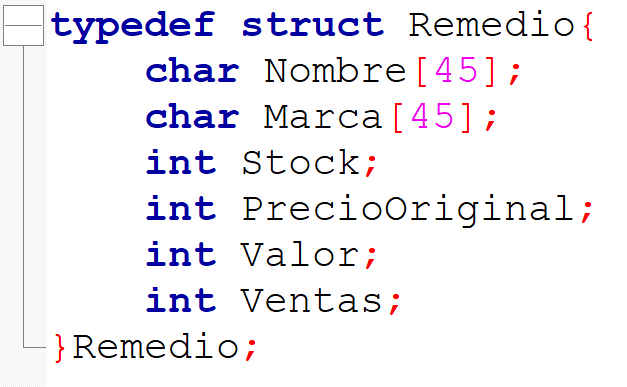 typedef struct Remedio{
    char Nombre[45];
    char Marca[45];
    int Stock;
    int PrecioOriginal;
    int Valor;
    int Ventas;
}Remedio;